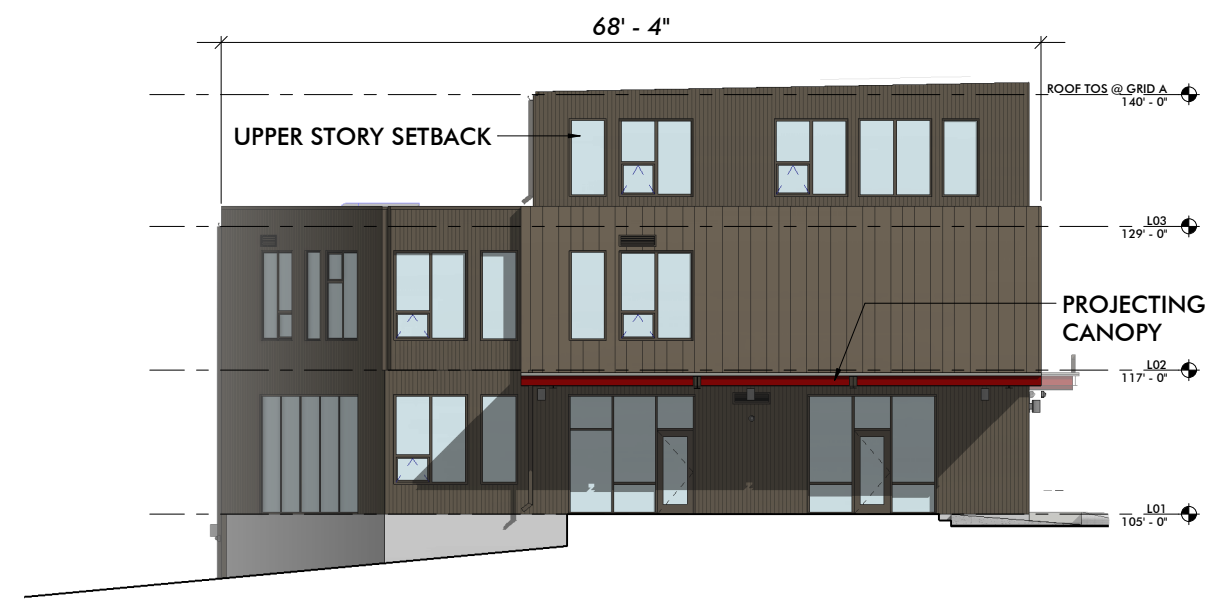 68' - 4"
ROOF TOS @ GRID A
140' - 0"
UPPER STORY SETBACK
L03
129' - 0"
PROJECTING
CANOPY
L02
117' - 0"
L01
105' - 0"